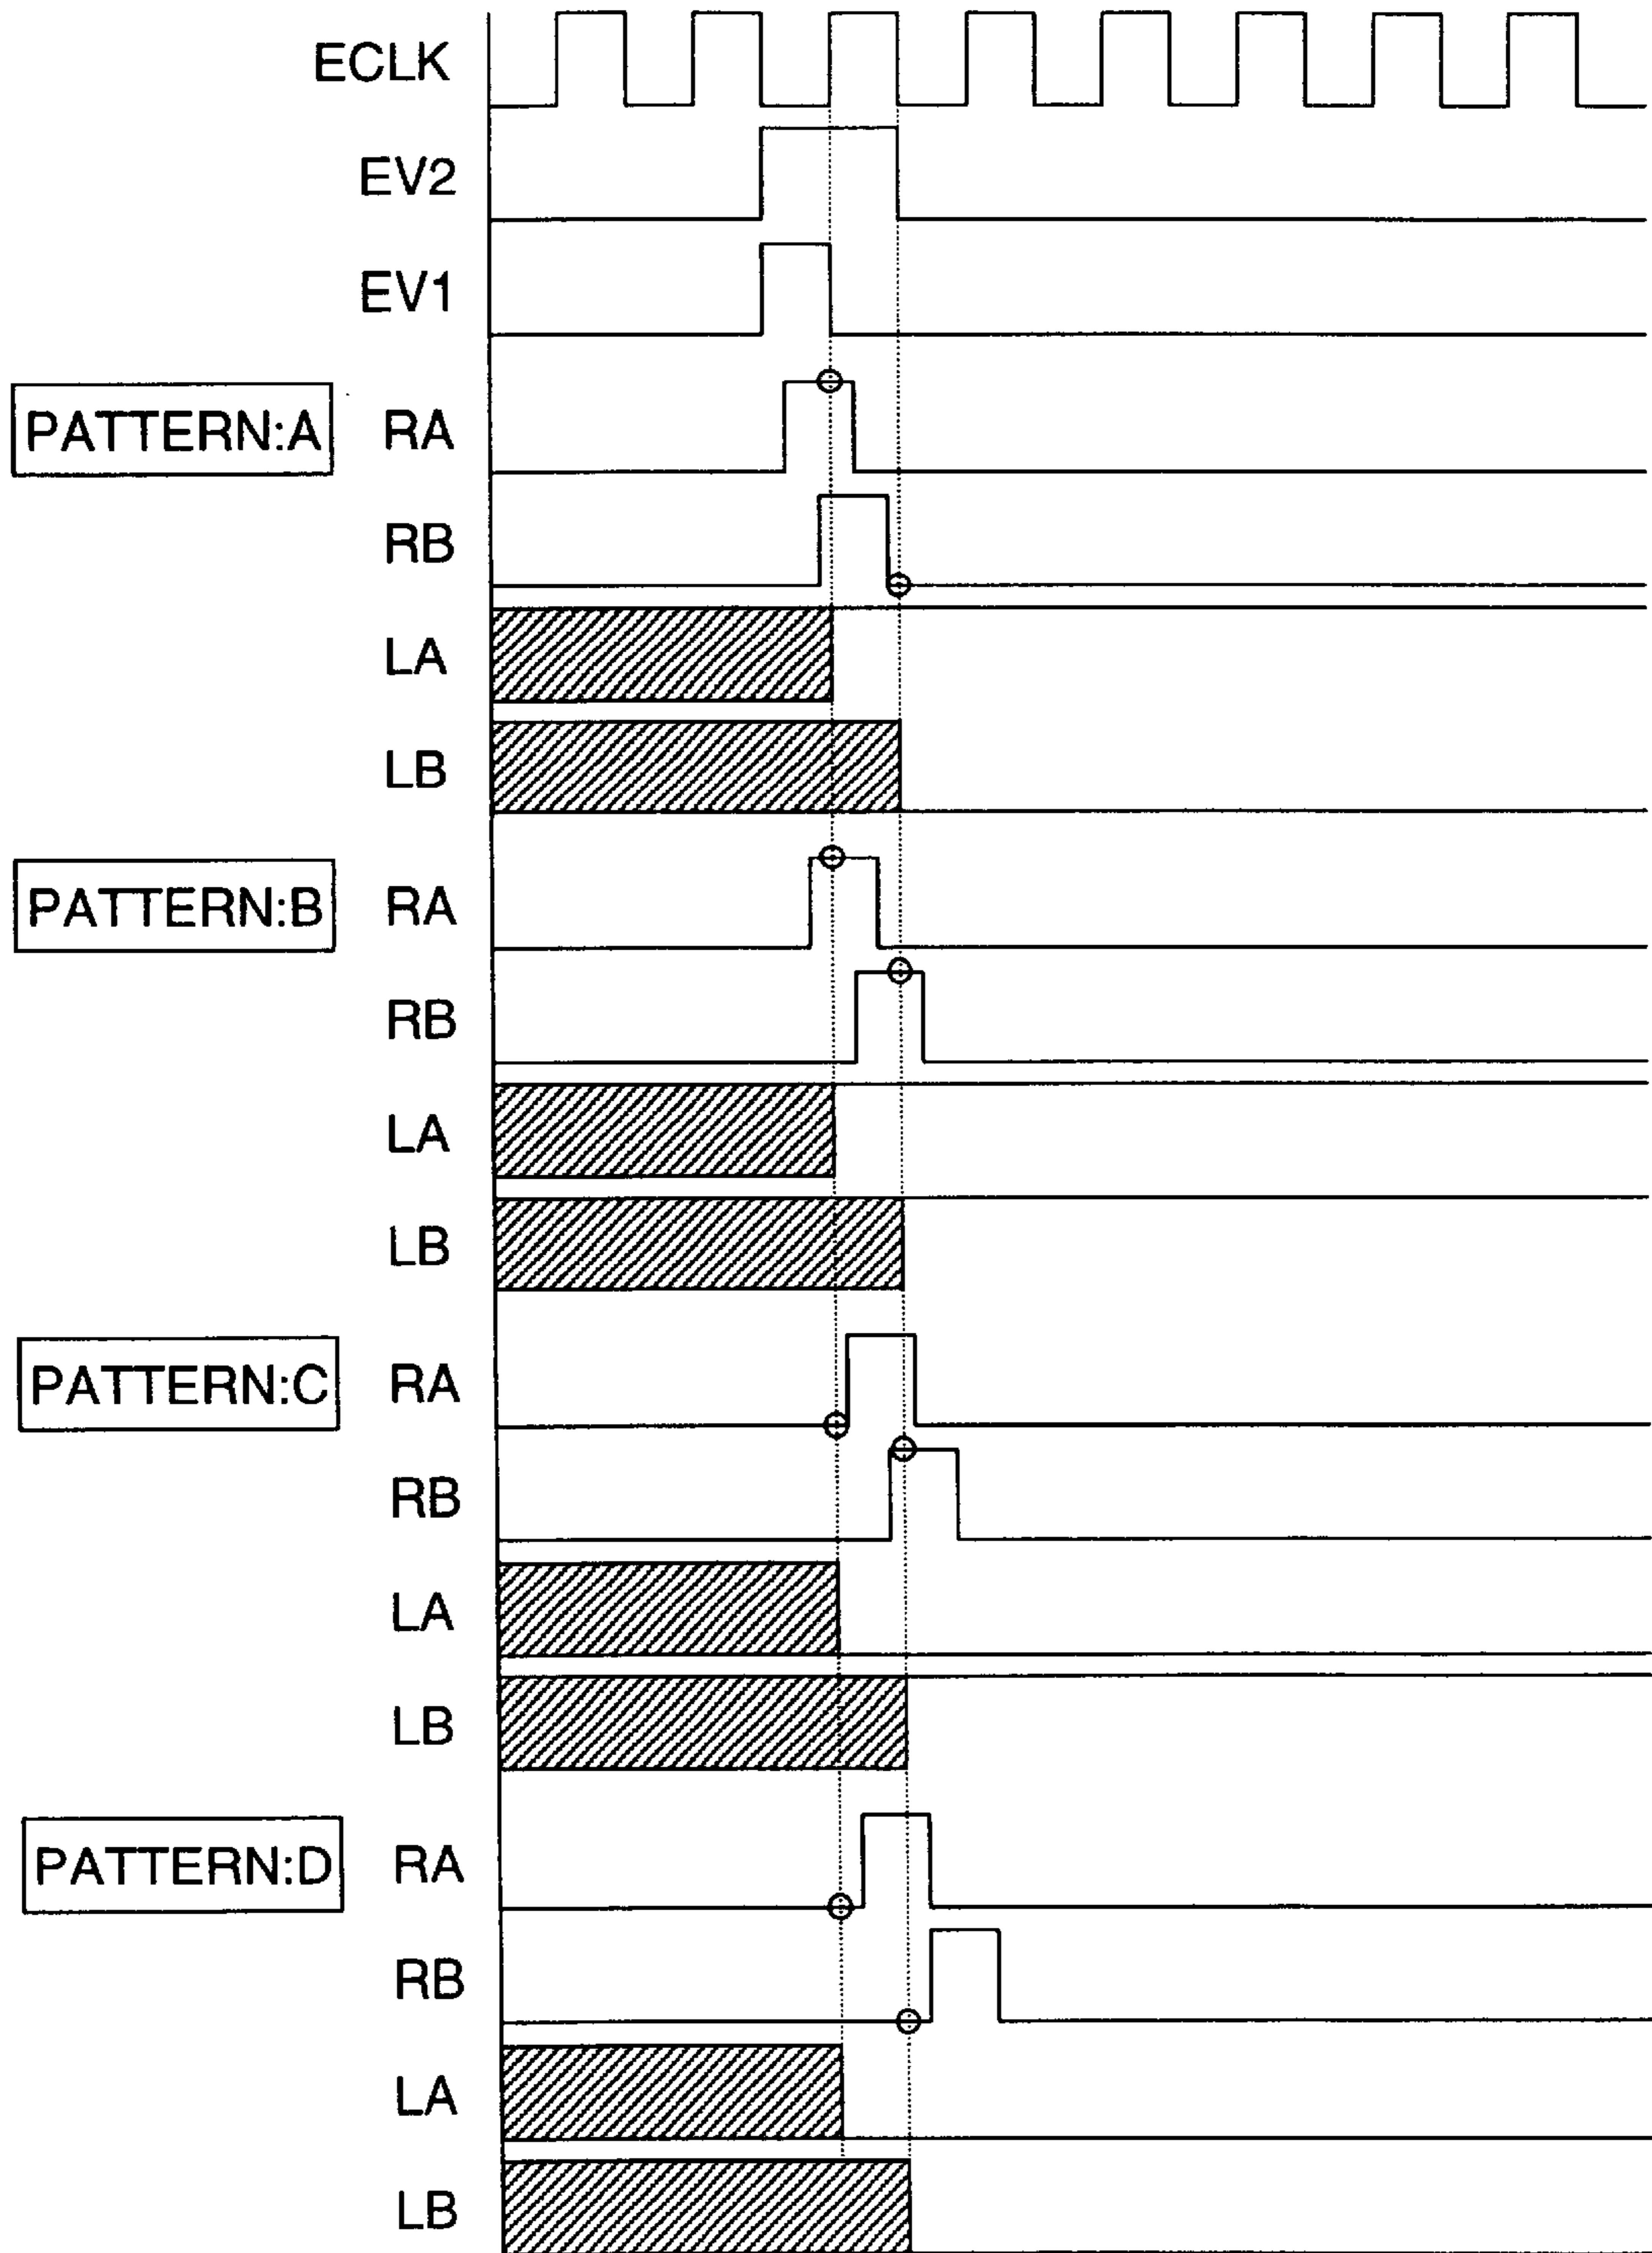 ECLK
EV2
EV1
PATTERN:A RA
RB
LA
LB
PATTERN:B RA
RB
LA
LB
PATTERN:C RA
RB
LA
LB
PATTERN:D RA
RB
LA
LB